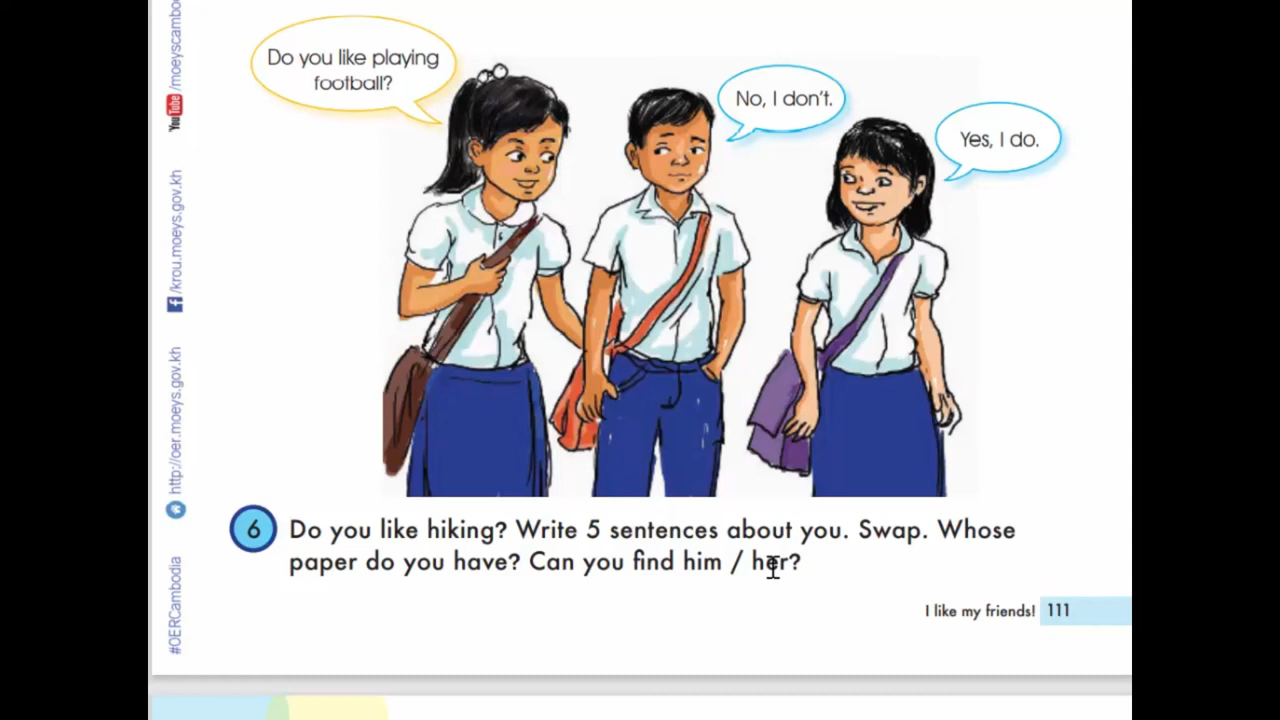 Do you like playing
football?
No, I don't.
Yes, I do.
6
Do you like hiking? Write 5 sentences about you. Swap. Whose
paper do you have? Can you find him / her?
I like my friends! 111
YouTube /moeyscambo
f /krou.moeys.gov.kh
http://oer.moeys.gov.kh
#OERCambodia